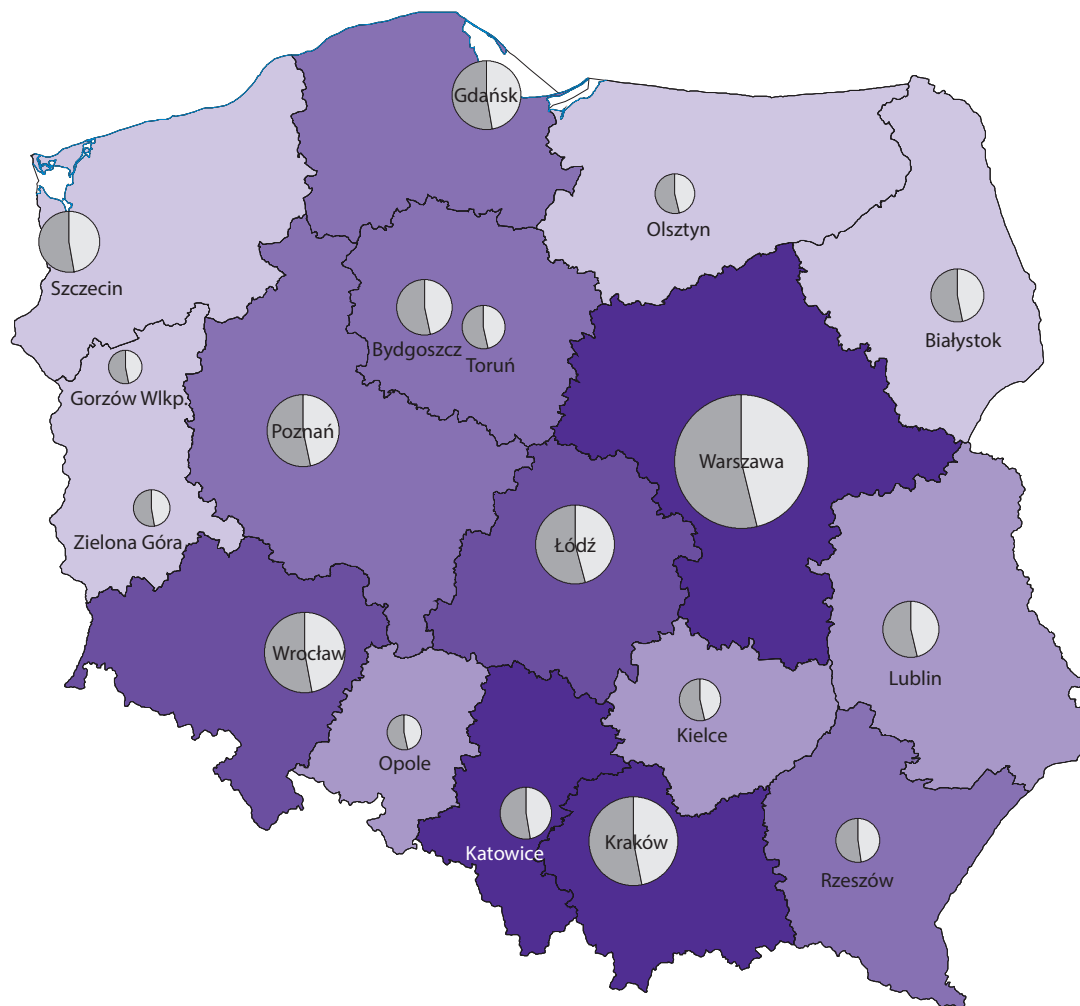 Gdańsk
Olsztyn
Szczecin
Białystok
Bydgoszcz
Toruń
Gorzów Wlkp.
Poznań
Warszawa
Zielona Góra
Łódź
Wrocław
Lublin
Kielce
Opole
Katowice
Kraków
Rzeszów